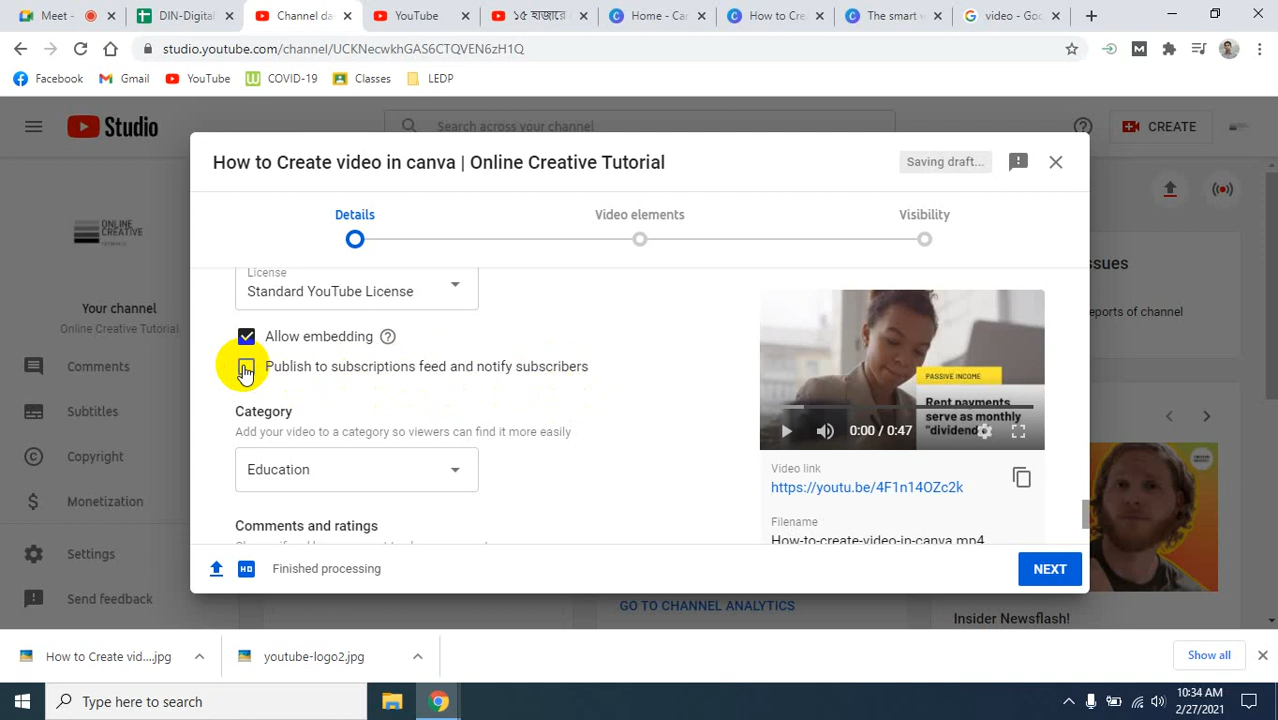 Meet -
DIN-Digital
Channel da
YouTube
১৫ হাজারে
Home - Can
How to Cre
The smart
video - Goo
studio.youtube.com/channel/UCKNecwkhGAS6CTQVEN6zH1Q
Facebook
Gmail
YouTube
COVID-19
Classes
LEDP
Studio
Search across your channel
CREATE
How to Create video in canva | Online Creative Tutorial
Saving draft...
Details
Video elements
Visibility
ONLINE
CREATIVE
Your channel
Online Creative Tutorial
Comments
Subtitles
Copyright
Monetization
Settings
Send feedback
License
Standard YouTube License
Allow embedding
Publish to subscriptions feed and notify subscribers
Category
Add your video to a category so viewers can find it more easily
Education
Comments and ratings
PASSIVE INCOME
Rent payments
serve as monthly
"dividend
0:00 / 0:47
Video link
https://youtu.be/4F1n14OZc2k
Filename
How-to-create-video-in-canva.mp4
HD
Finished processing
NEXT
ssues
eports of channel.
GO TO CHANNEL ANALYTICS
Insider Newsflash!
How to Create vid....jpg
youtube-logo2.jpg
Show all
Type here to search
10:34 AM
2/27/2021